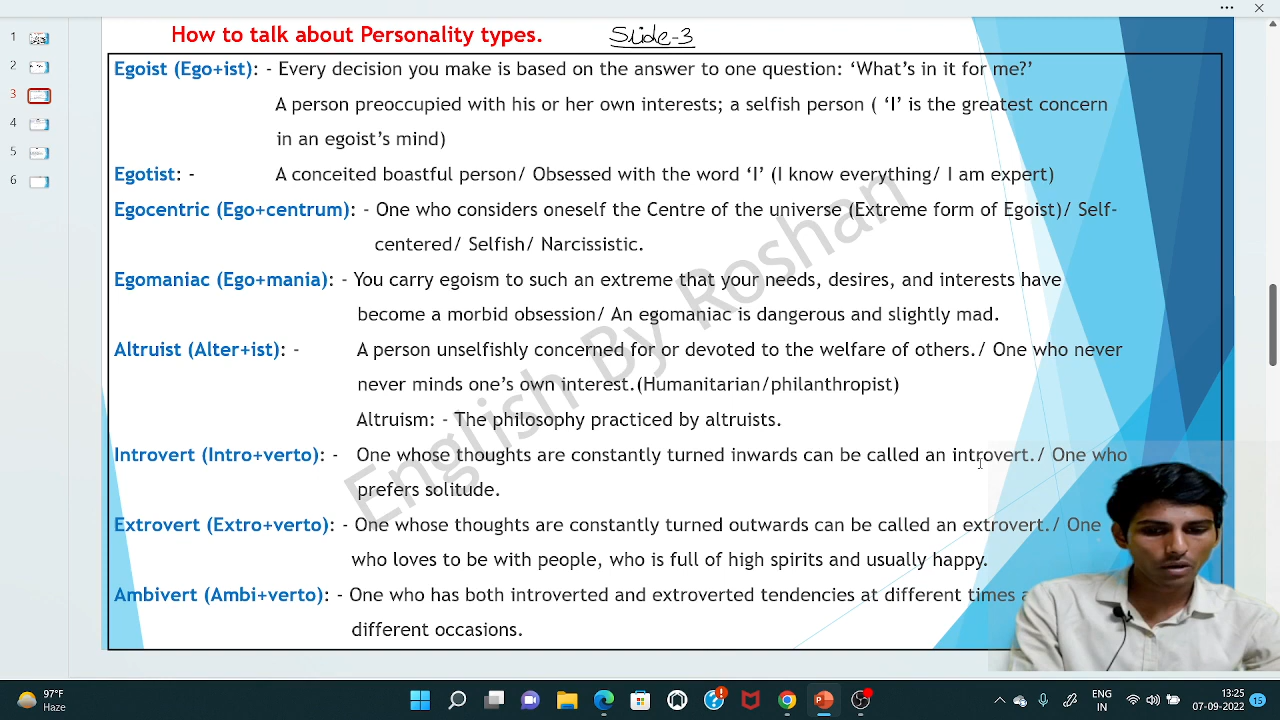 How to talk about Personality types. Slide-3
1
2
3
4
5
6
Egoist (Ego+ist): - Every decision you make is based on the answer to one question: ‘What’s in it for me?’
A person preoccupied with his or her own interests; a selfish person ( ‘I’ is the greatest concern
in an egoist’s mind)
Egotist: - A conceited boastful person/ Obsessed with the word ‘I’ (I know everything/ I am expert)
Egocentric (Ego+centrum): - One who considers oneself the Centre of the universe (Extreme form of Egoist)/ Self-
centered/ Selfish/ Narcissistic.
Egomaniac (Ego+mania): - You carry egoism to such an extreme that your needs, desires, and interests have
become a morbid obsession/ An egomaniac is dangerous and slightly mad.
Altruist (Alter+ist): - A person unselfishly concerned for or devoted to the welfare of others./ One who never
never minds one’s own interest.(Humanitarian/philanthropist)
Altruism: - The philosophy practiced by altruists.
Introvert (Intro+verto): - One whose thoughts are constantly turned inwards can be called an introvert./ One who
prefers solitude.
Extrovert (Extro+verto): - One whose thoughts are constantly turned outwards can be called an extrovert./ One
who loves to be with people, who is full of high spirits and usually happy.
Ambivert (Ambi+verto): - One who has both introverted and extroverted tendencies at different times
different occasions.
English By Roshan
97°F
Haze
ENG
IN
13:25
07-09-2022
15